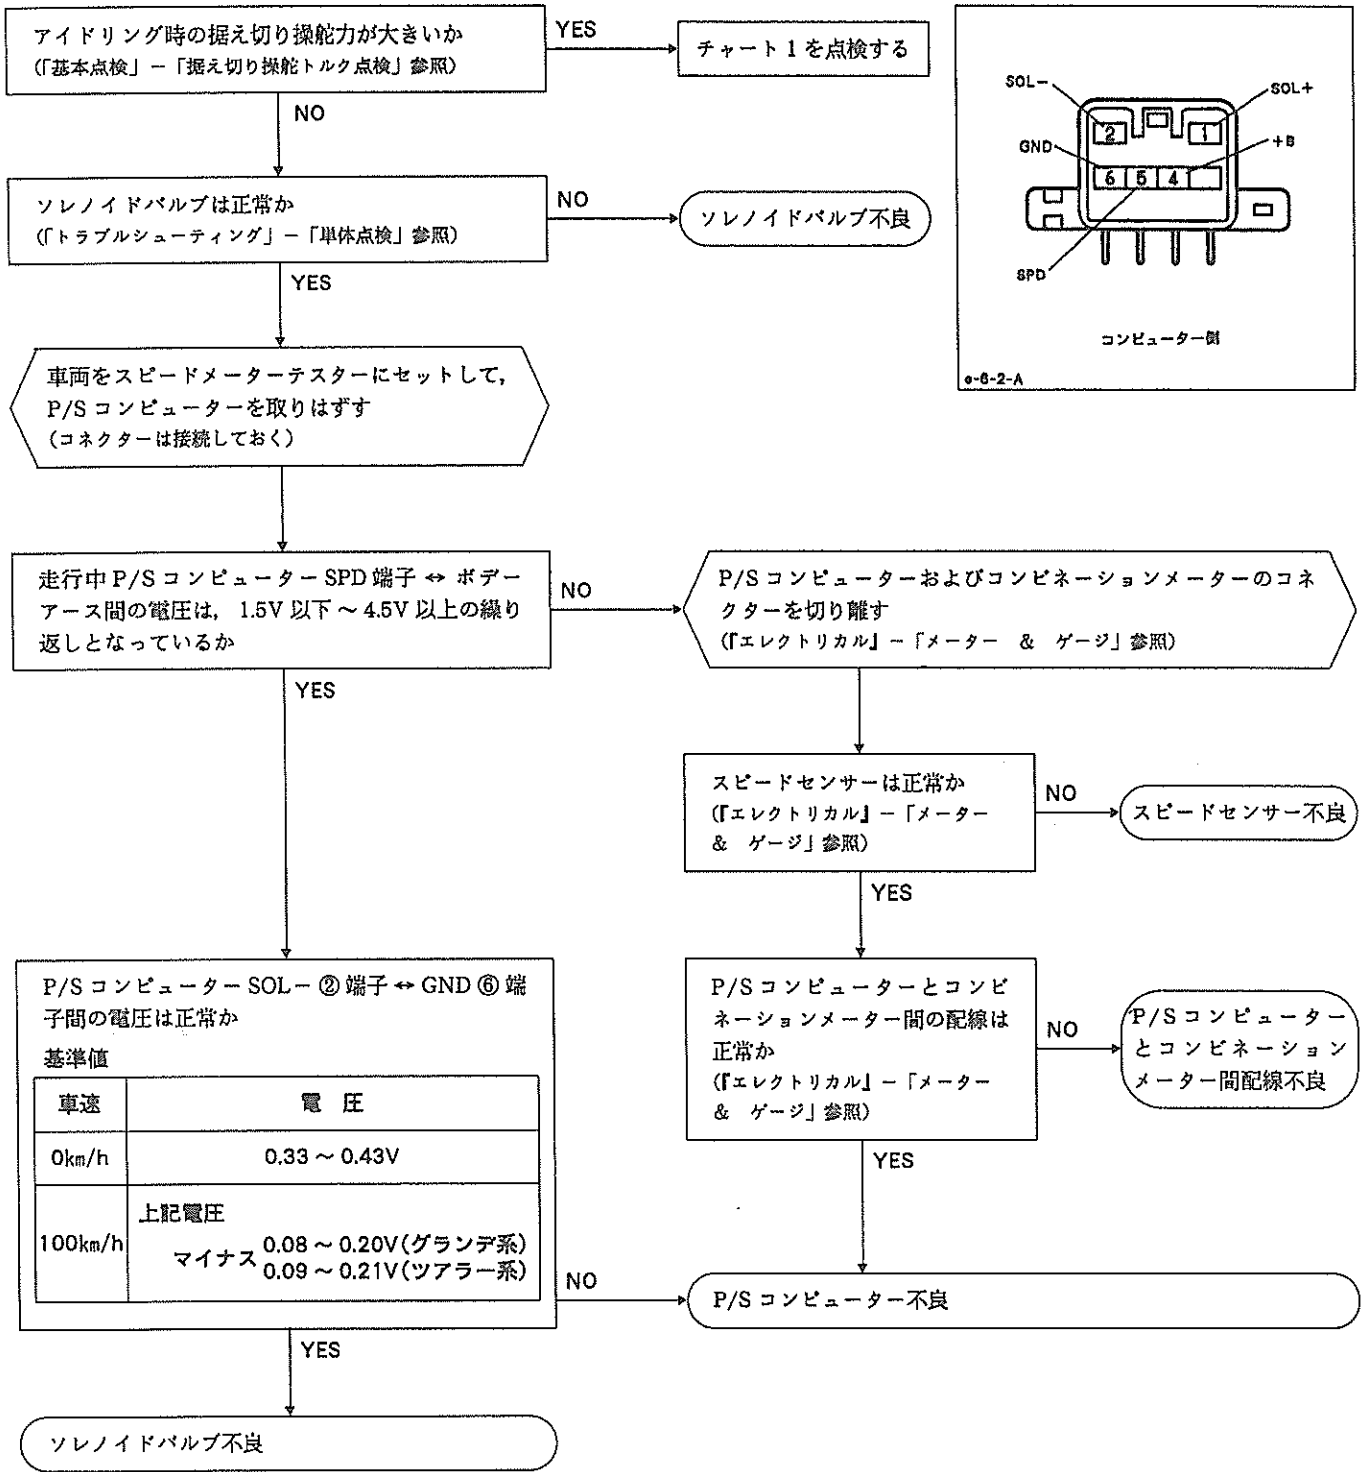 アイドリング時の据え切り操舵力が大きいか
(「基本点検」－「据え切り操舵トルク点検」参照)
YES
チャート1を点検する
NO
ソレノイドバルブは正常か
(「トラブルシューティング」－「単体点検」参照)
NO
ソレノイドバルブ不良
YES
SOL－
SOL＋
2
1
GND
＋B
6 5 4
SPD
コンピューター側
e-6-2-A
車両をスピードメーターテスターにセットして，
P/Sコンピューターを取りはずす
(コネクターは接続しておく)
走行中P/SコンピューターSPD端子↔ボデー
アース間の電圧は，1.5V以下～4.5V以上の繰り
返しとなっているか
NO
P/Sコンピューターおよびコンビネーションメーターのコネ
クターを切り離す
(『エレクトリカル』－「メーター　&　ゲージ」参照)
YES
スピードセンサーは正常か
(『エレクトリカル』－「メーター
&　ゲージ」参照)
NO
スピードセンサー不良
YES
P/Sコンピューターとコンビ
ネーションメーター間の配線は
正常か
(『エレクトリカル』－「メーター
&　ゲージ」参照)
NO
P/Sコンピューター
とコンビネーション
メーター間配線不良
YES
P/SコンピューターSOL－②端子↔GND⑥端
子間の電圧は正常か
基準値
車速 電　圧
0km/h 0.33～0.43V
100km/h 上記電圧
マイナス 0.08～0.20V(グランデ系)
0.09～0.21V(ツアラー系)
NO
P/Sコンピューター不良
YES
ソレノイドバルブ不良